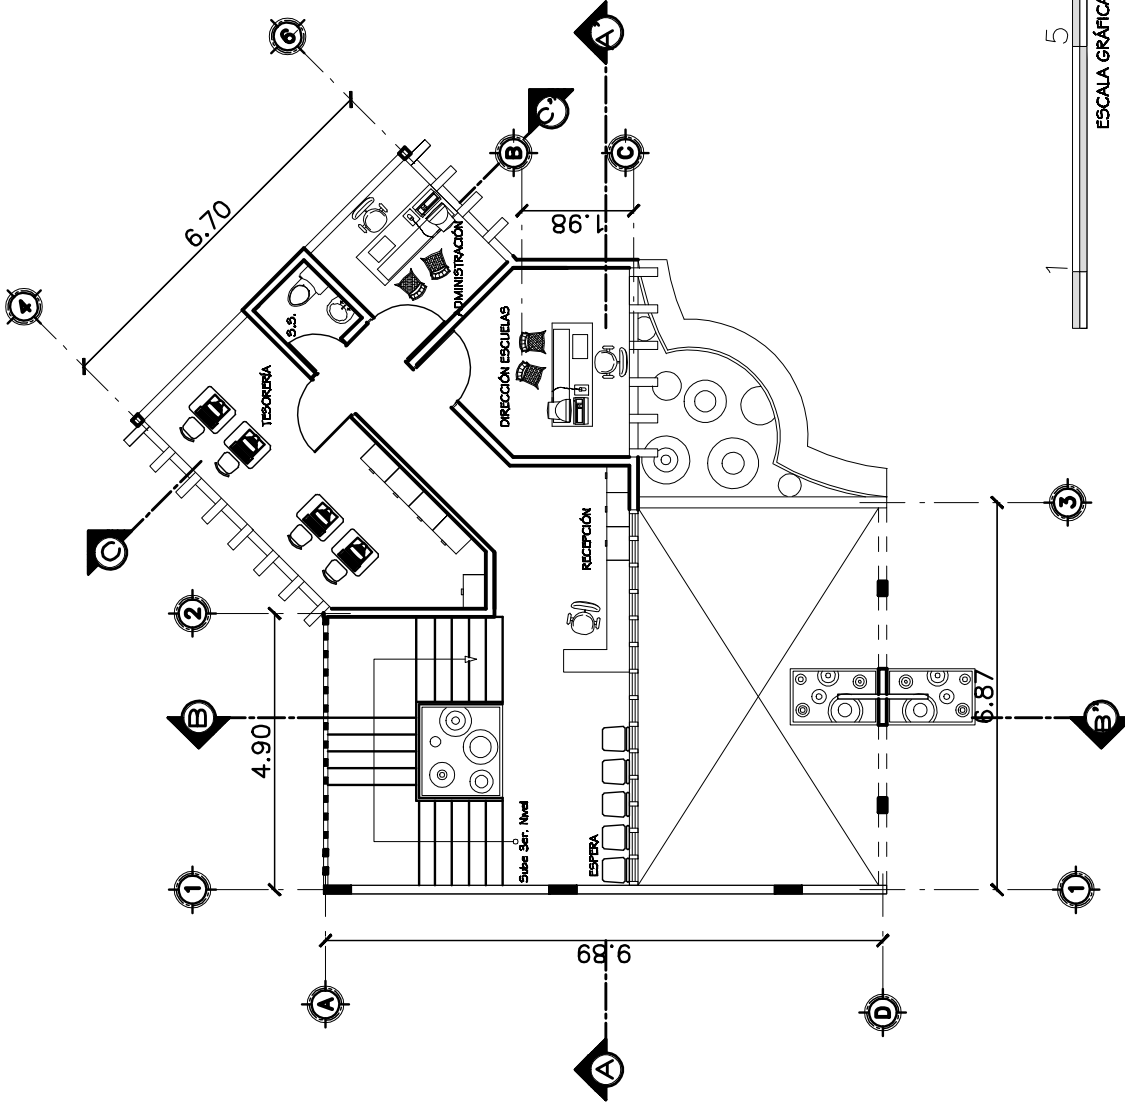 6
A'
C'
B
C
5
1
ESCALA GRÁFICA
6.70
1.98
4
S.S.
ADMINISTRACIÓN
TESORERÍA
DIRECCIÓN ESCUELAS
C
3
RECEPCIÓN
2
B
4.90
6.87
B'
Sube 3er. Nivel
ESPERA
1
1
9.89
A
D
A